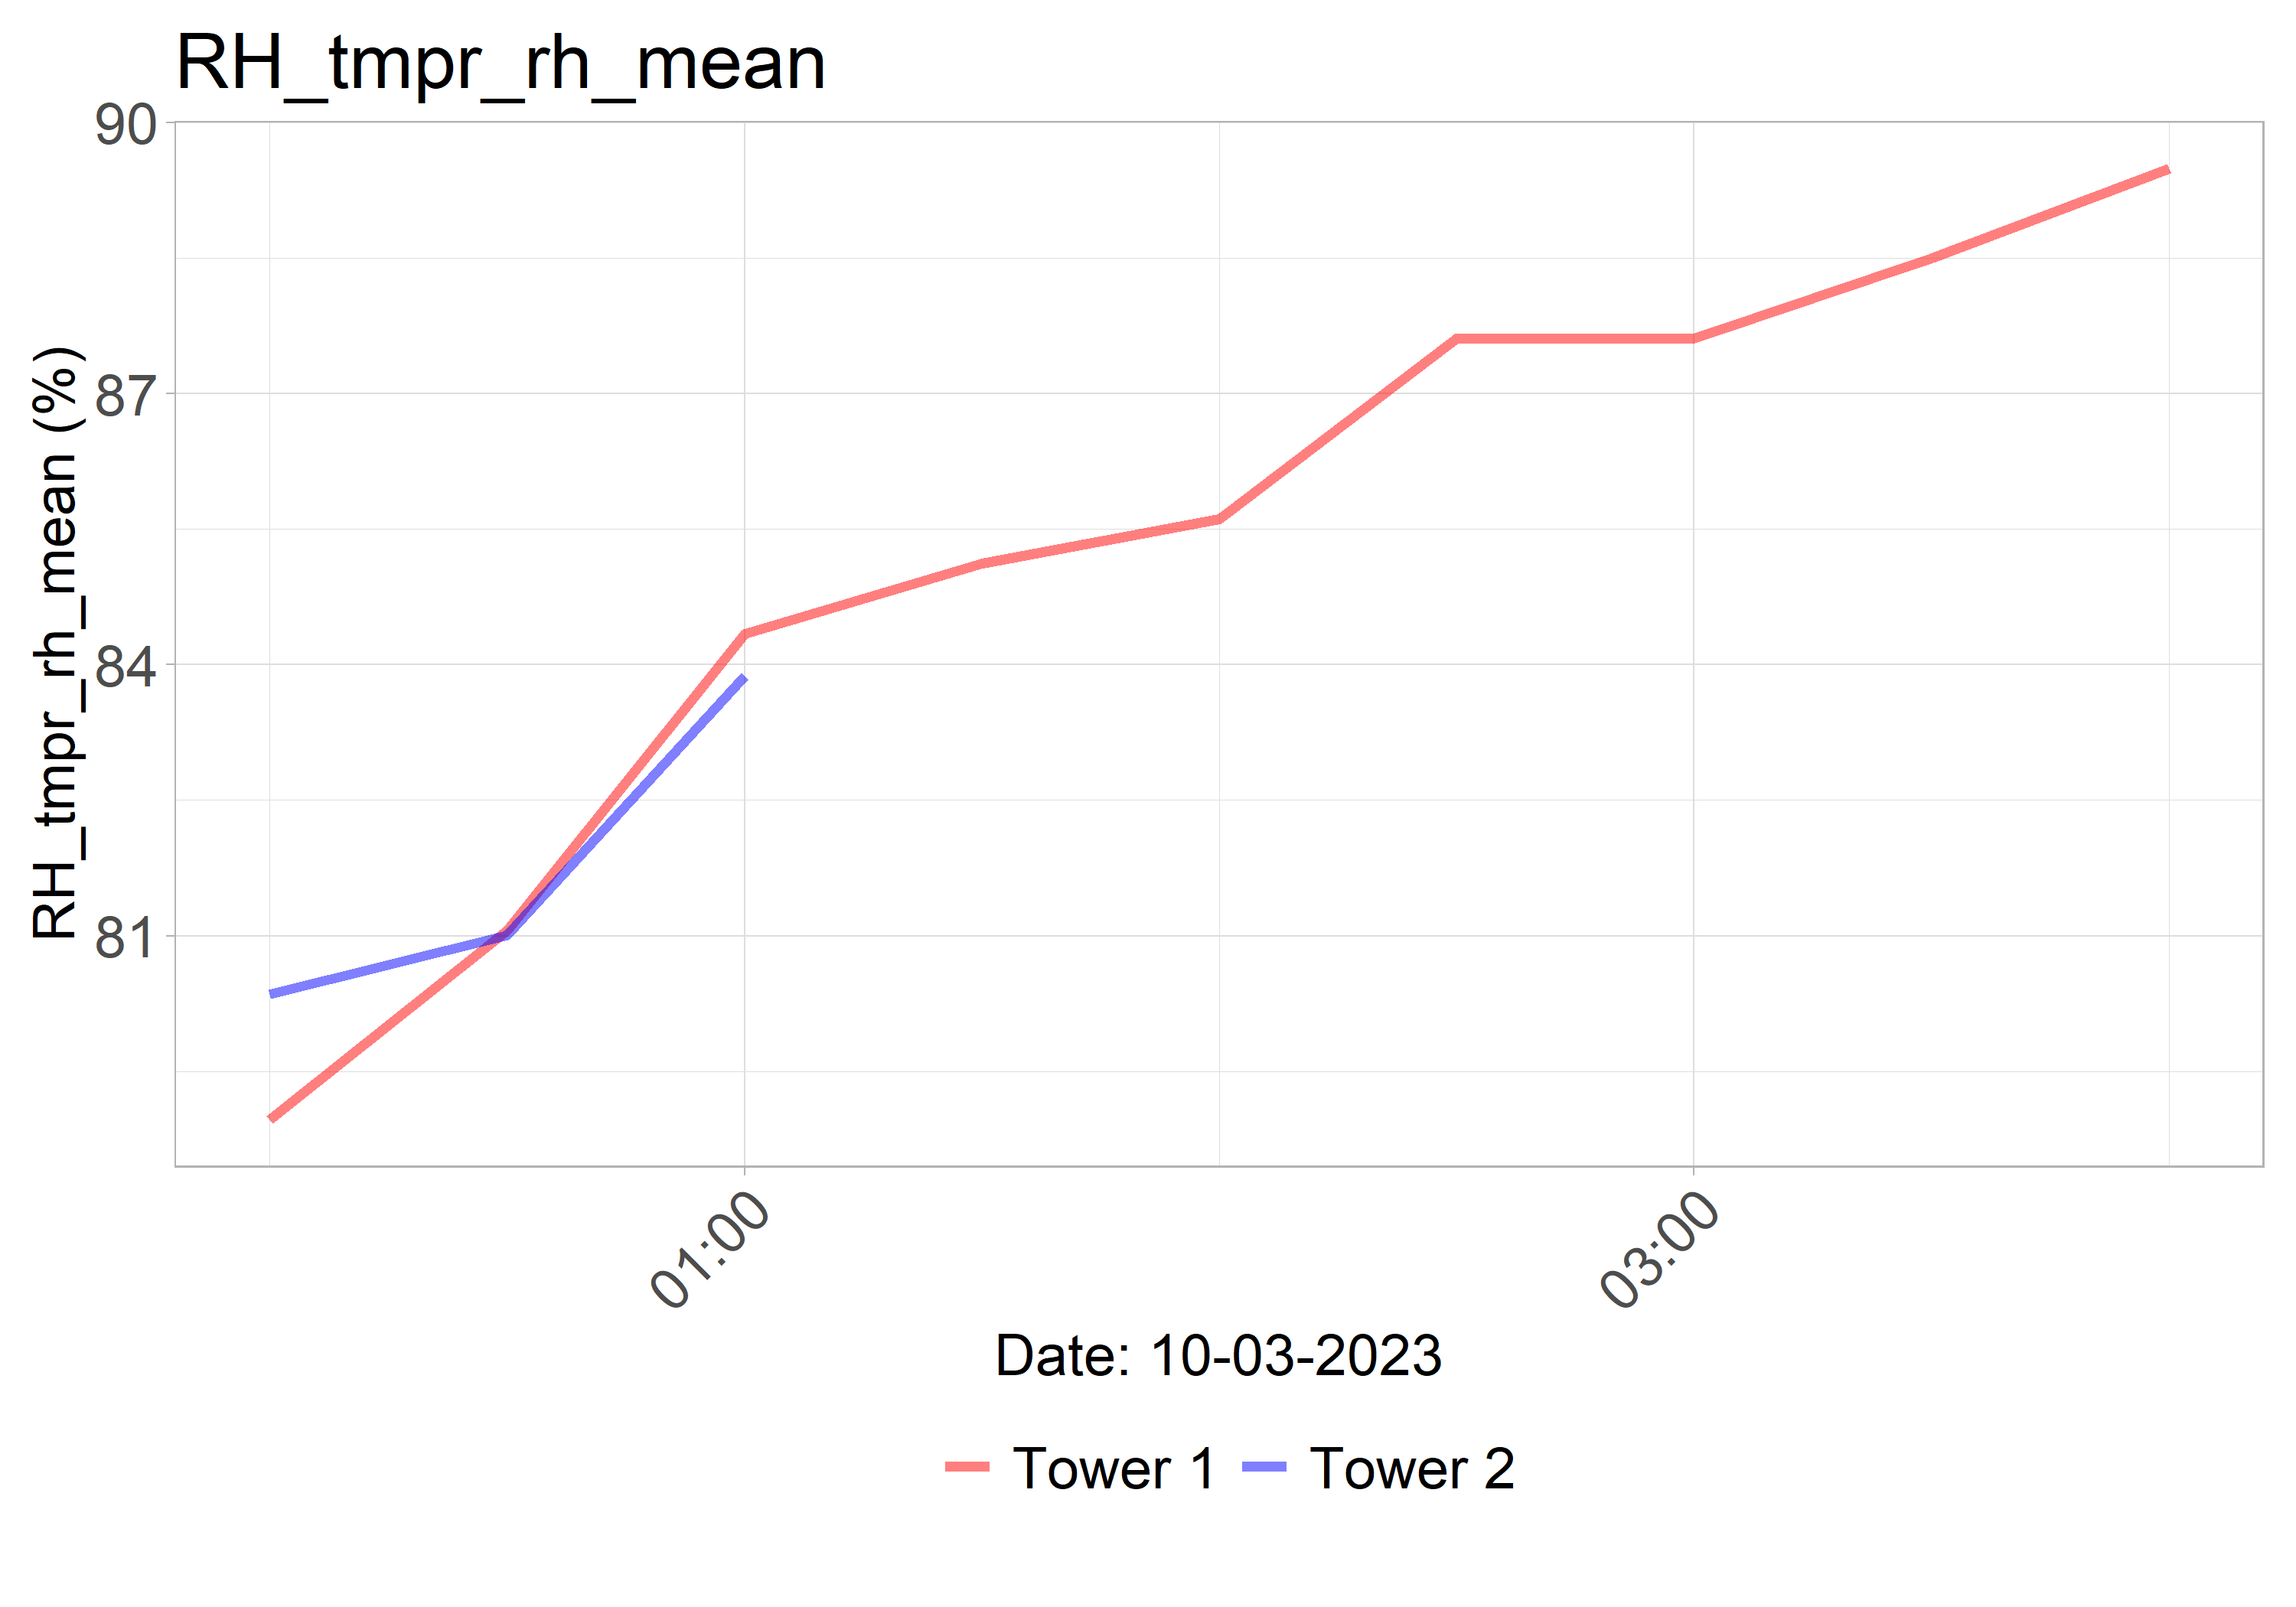 RH_tmpr_rh_mean
RH_tmpr_rh_mean (%)
90
87
84
81
01:00
03:00
Date: 10-03-2023
Tower 1
Tower 2